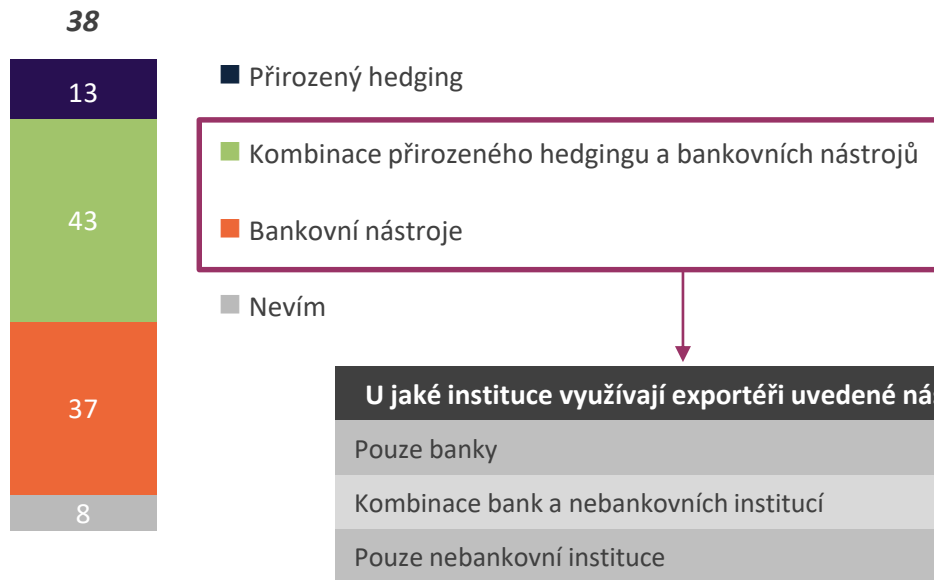 38
13
Přirozený hedging
Kombinace přirozeného hedgingu a bankovních nástrojů
43
Bankovní nástroje
Nevím
37
8
U jaké instituce využívají exportéři uvedené
Pouze banky
Kombinace bank a nebankovních institucí
Pouze nebankovní instituce